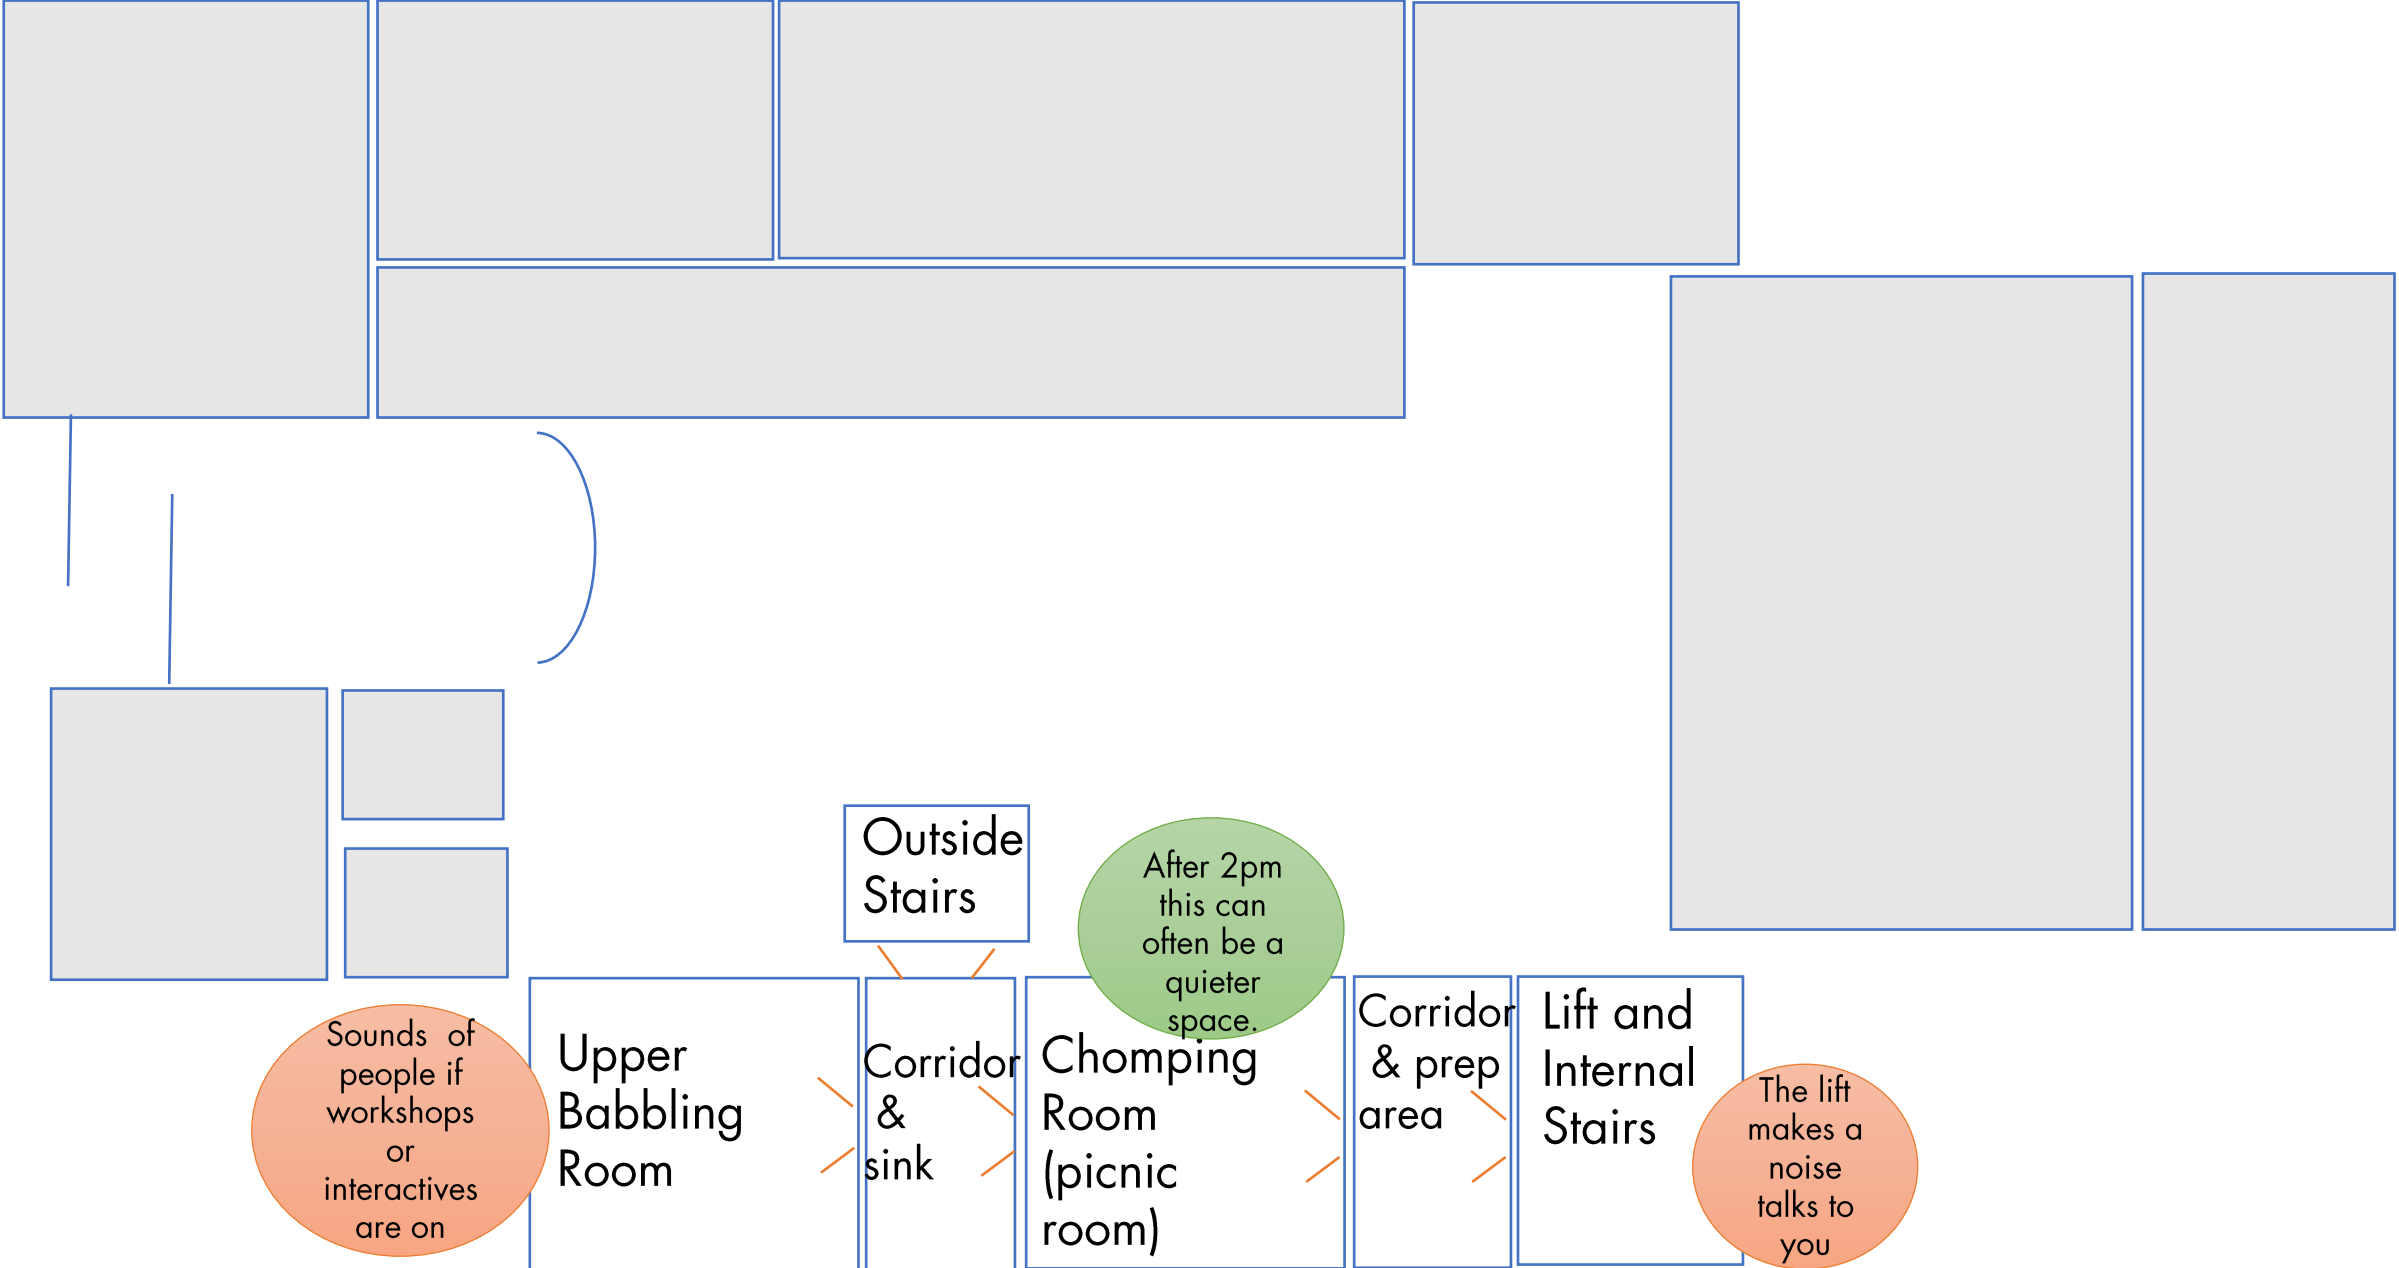 Outside
Stairs
After 2pm
this can
often be a
quieter
space.
Sounds  of
people if
workshops
or
interactives
are on
Upper
Babbling
Room
Corridor
&
sink
Chomping
Room
(picnic
room)
Corridor
& prep
area
Lift and
Internal
Stairs
The lift
makes a
noise
talks to
you